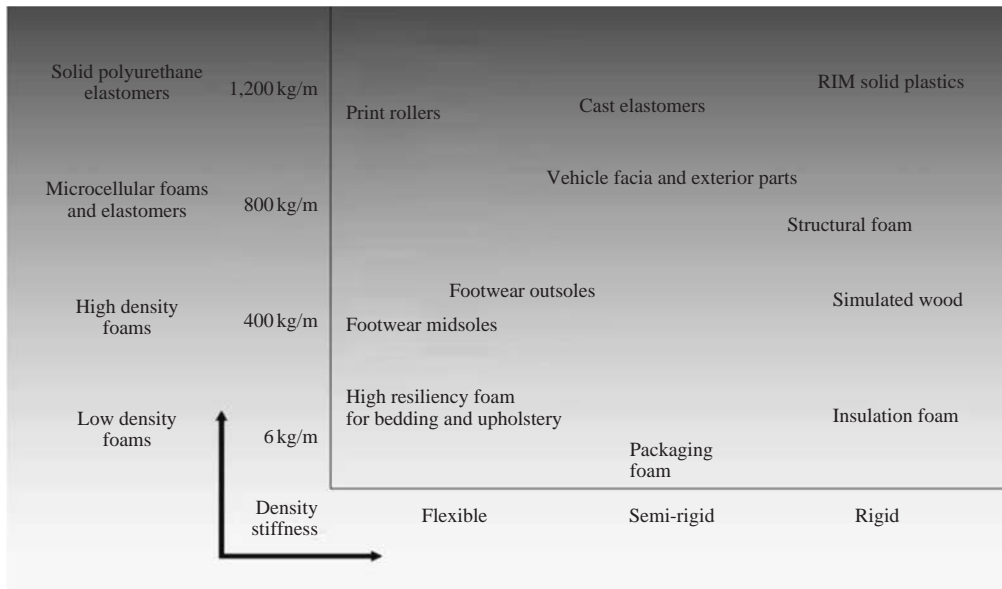 Solid polyurethane
elastomers
1,200 kg/m
RIM solid plastics
Print rollers
Cast elastomers
Microcellular foams
and elastomers
800 kg/m
Vehicle facia and exterior parts
Structural foam
High density
foams
400 kg/m
Footwear outsoles
Simulated wood
Footwear midsoles
Low density
foams
6 kg/m
High resiliency foam
for bedding and upholstery
Insulation foam
Packaging
foam
Density
stiffness
Flexible
Semi-rigid
Rigid